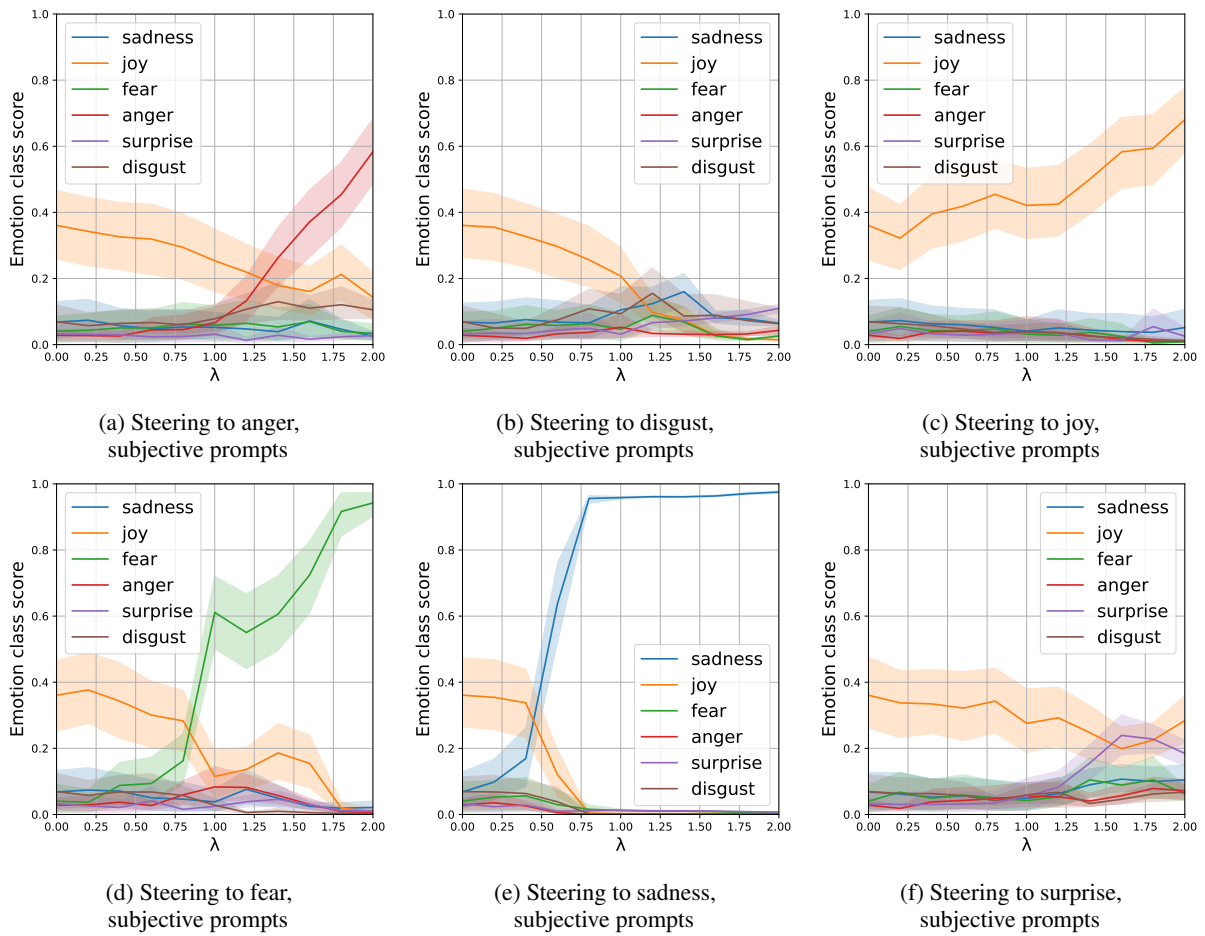 1.0
0.8
0.6
0.4
0.2
0.0
Emotion class score
sadness
joy
fear
anger
surprise
disgust
0.00 0.25 0.50 0.75 1.00 1.25 1.50 1.75 2.00
λ
(a) Steering to anger,
subjective prompts
1.0
0.8
0.6
0.4
0.2
0.0
Emotion class score
sadness
joy
fear
anger
surprise
disgust
0.00 0.25 0.50 0.75 1.00 1.25 1.50 1.75 2.00
λ
(b) Steering to disgust,
subjective prompts
1.0
0.8
0.6
0.4
0.2
0.0
Emotion class score
sadness
joy
fear
anger
surprise
disgust
0.00 0.25 0.50 0.75 1.00 1.25 1.50 1.75 2.00
λ
(c) Steering to joy,
subjective prompts
1.0
0.8
0.6
0.4
0.2
0.0
Emotion class score
sadness
joy
fear
anger
surprise
disgust
0.00 0.25 0.50 0.75 1.00 1.25 1.50 1.75 2.00
λ
(d) Steering to fear,
subjective prompts
1.0
0.8
0.6
0.4
0.2
0.0
Emotion class score
sadness
joy
fear
anger
surprise
disgust
0.00 0.25 0.50 0.75 1.00 1.25 1.50 1.75 2.00
λ
(e) Steering to sadness,
subjective prompts
1.0
0.8
0.6
0.4
0.2
0.0
Emotion class score
sadness
joy
fear
anger
surprise
disgust
0.00 0.25 0.50 0.75 1.00 1.25 1.50 1.75 2.00
λ
(f) Steering to surprise,
subjective prompts